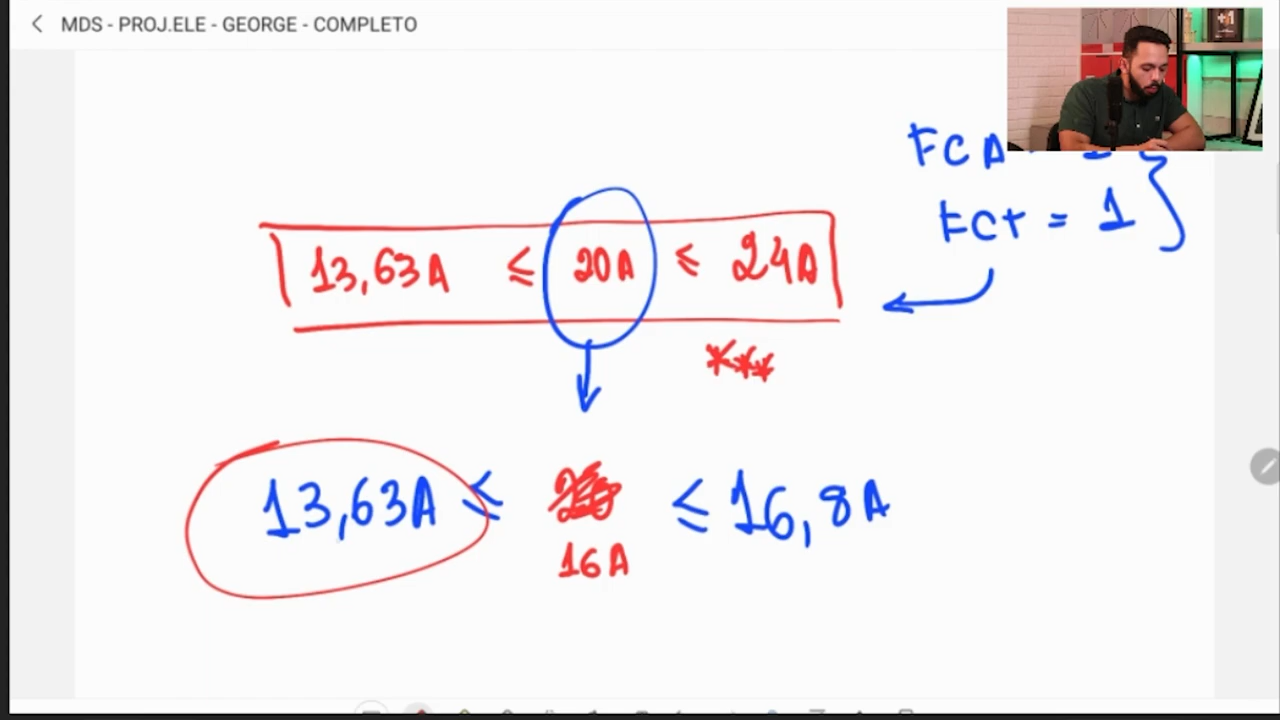 MDS - PROJ.ELE - GEORGE - COMPLETO
FCA
FCT = 1
13,63A ≤ 20A ≤ 24A
***
13,63A ≤ ≤ 16,8A
16A